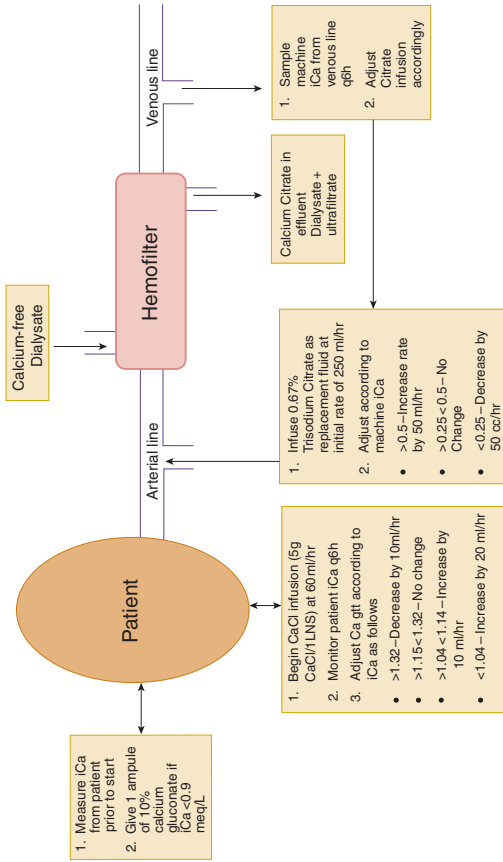 1. Measure iCa
from patient
prior to start
2. Give 1 ampule
of 10%
calcium
gluconate if
iCa <0.9
meq/L
Patient
1. Begin CaCl infusion (5g
CaCl/1LNS) at 60 ml/hr
2. Monitor patient iCa q6h
3. Adjust Ca gtt according to
iCa as follows
• >1.32–Decrease by 10ml/hr
• >1.15<1.32–No change
• >1.04 <1.14–Increase by
10 ml/hr
• <1.04–Increase by 20 ml/hr
Arterial line
1. Infuse 0.67%
Trisodium Citrate as
replacement fluid at
initial rate of 250 ml/hr
2. Adjust according to
machine iCa
• >0.5–Increase rate
by 50 ml/hr
• >0.25<0.5–No
Change
• <0.25–Decrease by
50 cc/hr
Calcium-free
Dialysate
Hemofilter
Calcium Citrate in
effluent
Dialysate+
ultrafiltrate
Venous line
1. Sample
machine
iCa from
venous line
q6h
2. Adjust
Citrate
infusion
accordingly